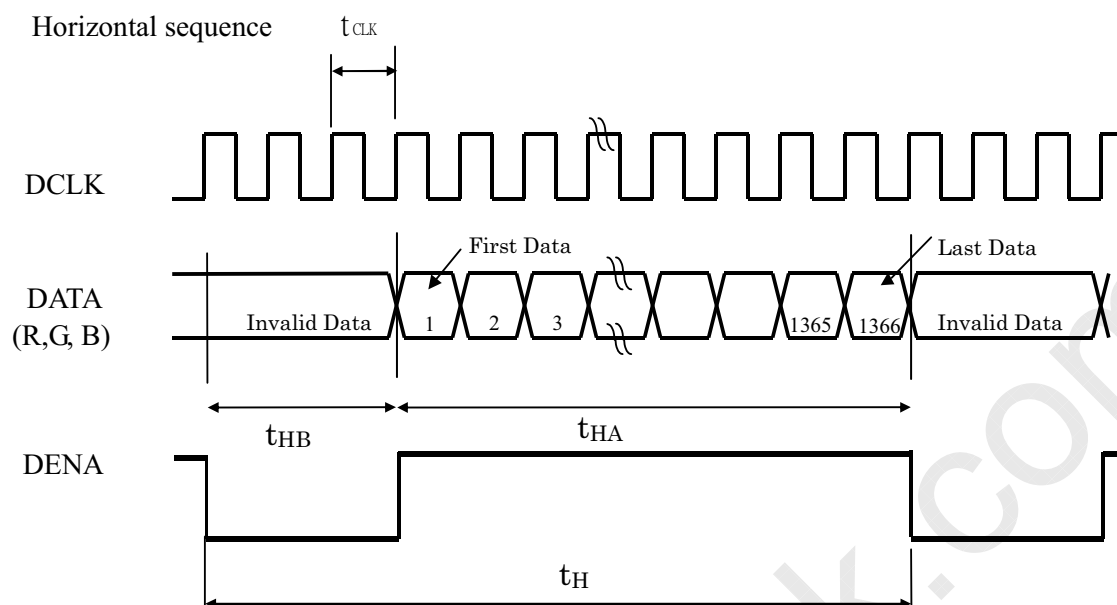 Horizontal sequence
tCLK
DCLK
First Data
Last Data
DATA
(R,G, B)
Invalid Data
1
2
3
1365
1366
Invalid Data
tHB
tHA
DENA
tH
k.com